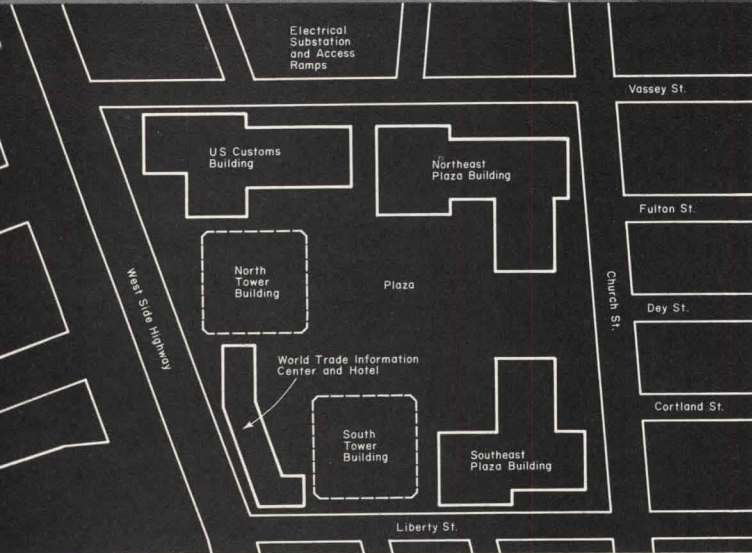 Electrical
Substation
and Access
Ramps
Vassey St.
US Customs
Building
Northeast
Plaza Building
Fulton St.
North
Tower
Building
Plaza
West Side Highway
Church St.
Dey St.
World Trade Information
Center and Hotel
Cortland St.
South
Tower
Building
Southeast
Plaza Building
Liberty St.